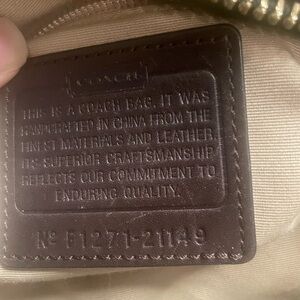 COACH
THIS IS A COACH BAG. IT WAS
HANDCRAFTED IN CHINA FROM THE
FINEST MATERIALS AND LEATHER.
ITS SUPERIOR CRAFTSMANSHIP
REFLECTS OUR COMMITMENT TO
ENDURING QUALITY.
Nº F1271-21149